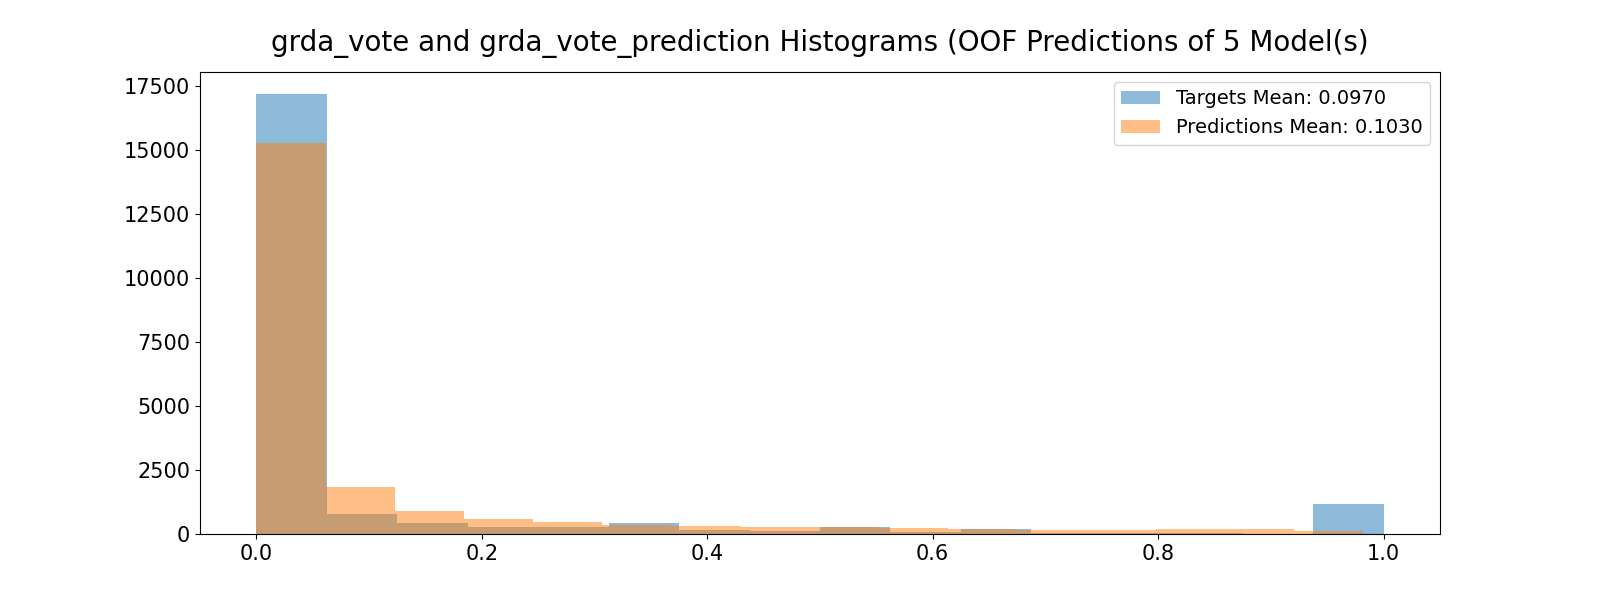 grda_vote and grda_vote_prediction Histograms (OOF Predictions of 5 Model(s)
17500
15000
12500
10000
7500
5000
2500
0
Targets Mean: 0.0970
Predictions Mean: 0.1030
0.0 0.2 0.4 0.6 0.8 1.0